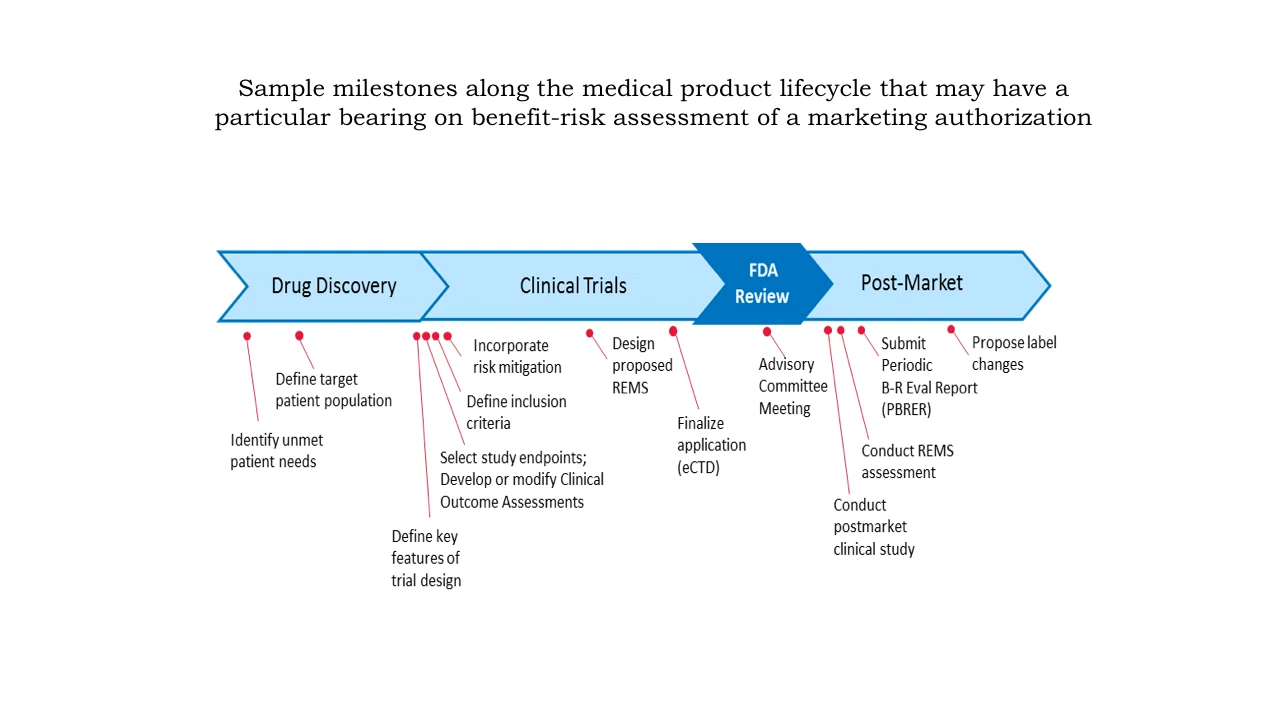 Sample milestones along the medical product lifecycle that may have a
particular bearing on benefit-risk assessment of a marketing authorization
Drug Discovery
Clinical Trials
FDA
Review
Post-Market
Identify unmet
patient needs
Define target
patient population
Define key
features of
trial design
Select study endpoints;
Develop or modify Clinical
Outcome Assessments
Define inclusion
criteria
Incorporate
risk mitigation
Design
proposed
REMS
Finalize
application
(eCTD)
Advisory
Committee
Meeting
Conduct
postmarket
clinical study
Conduct REMS
assessment
Submit
Periodic
B-R Eval Report
(PBRER)
Propose label
changes